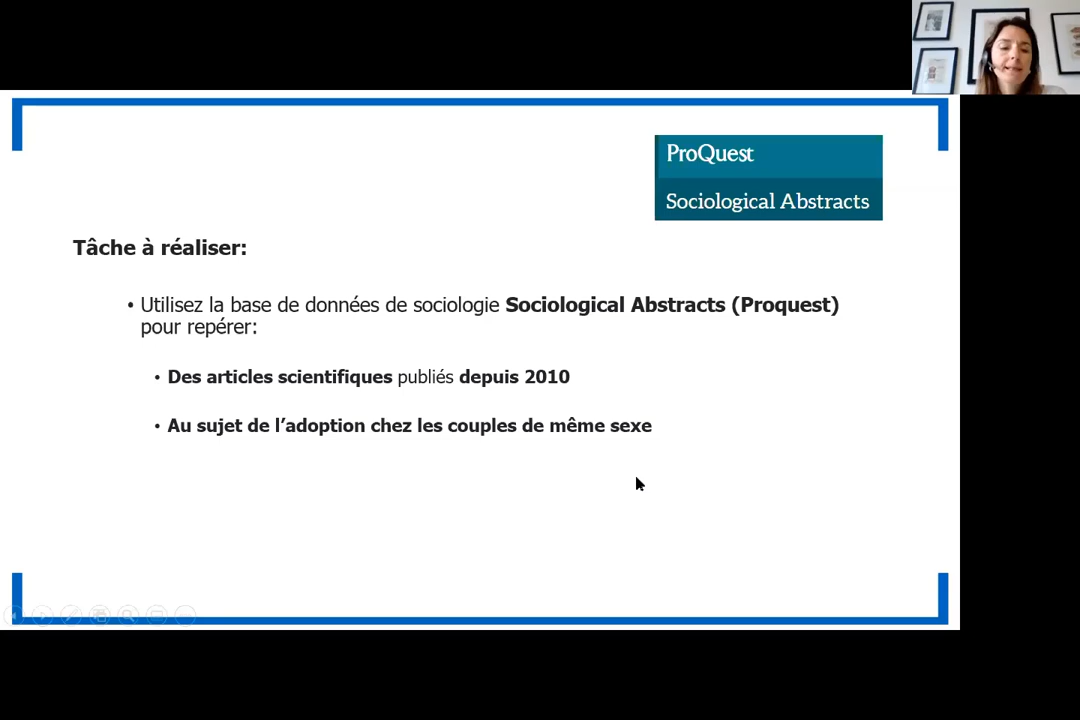 ProQuest
Sociological Abstracts
Tâche à réaliser:
• Utilisez la base de données de sociologie Sociological Abstracts (Proquest)
pour repérer:
• Des articles scientifiques publiés depuis 2010
• Au sujet de l’adoption chez les couples de même sexe